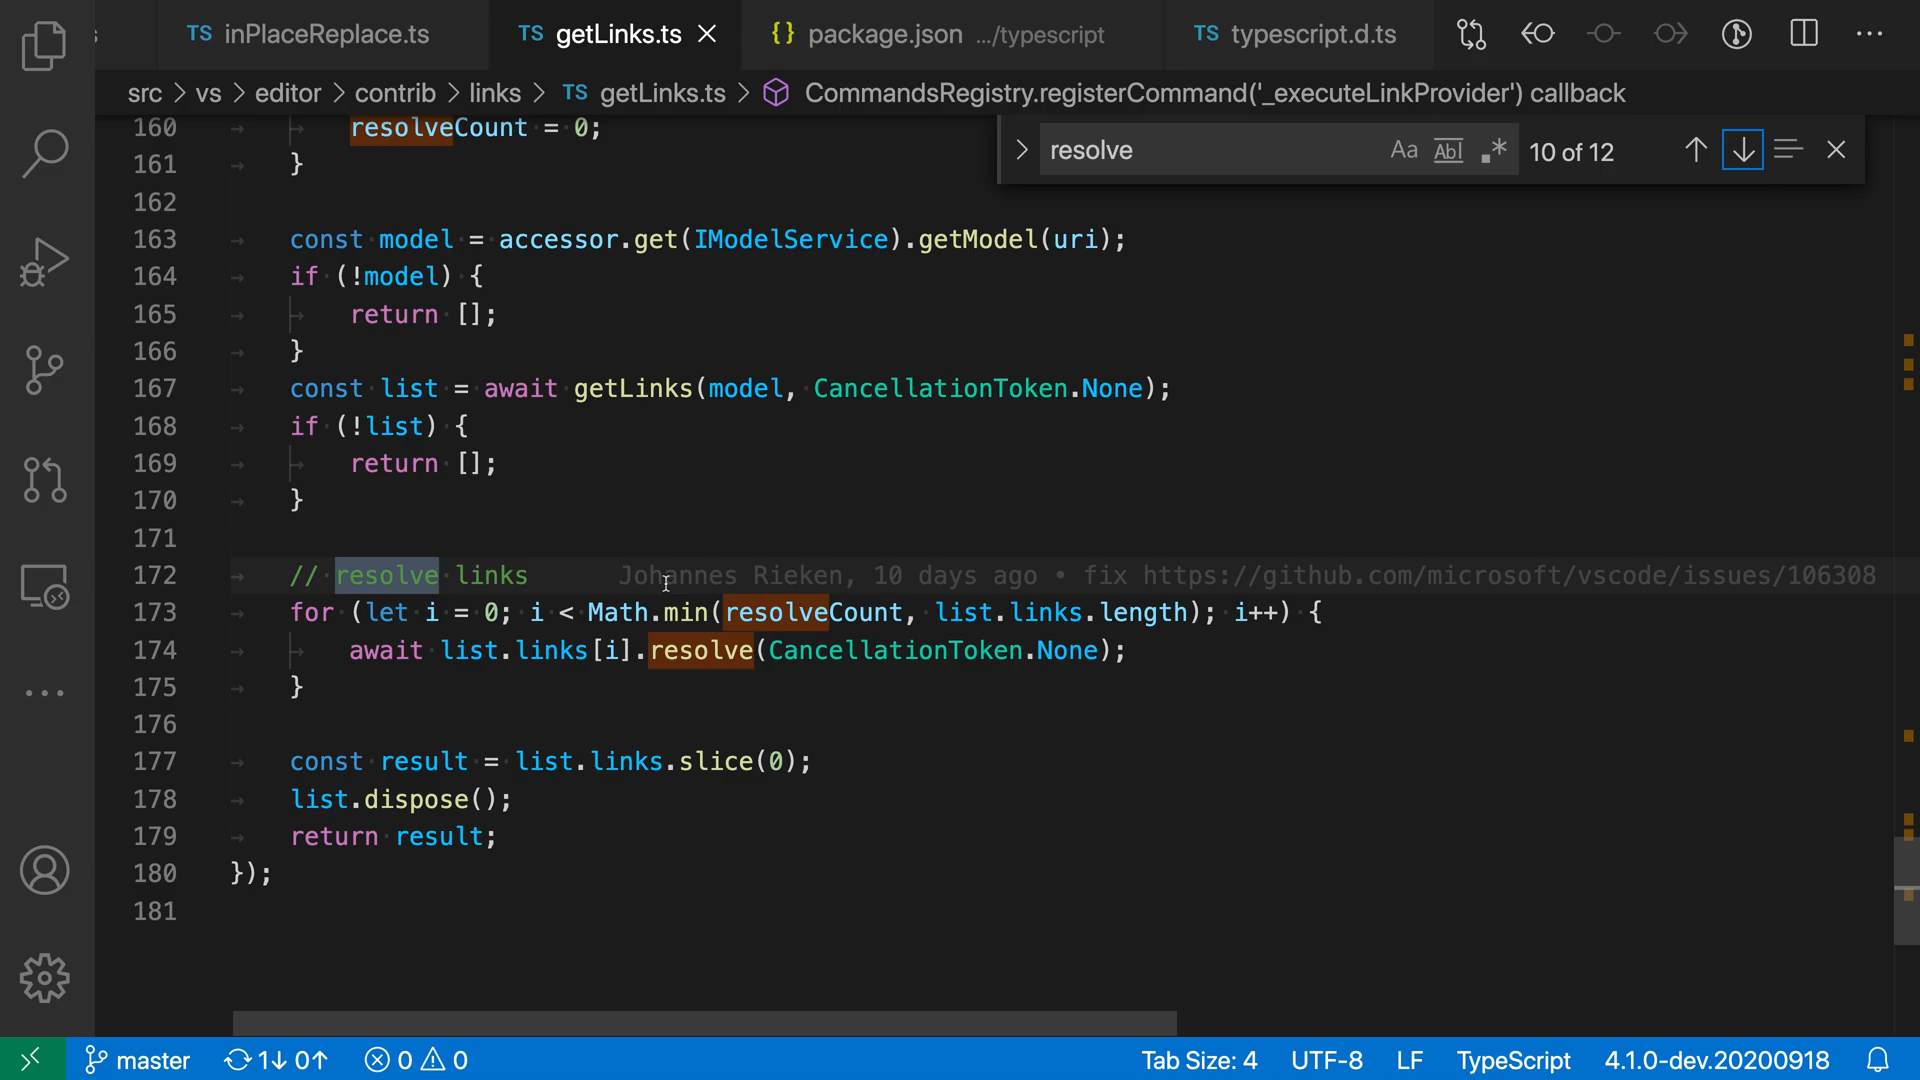 TS inPlaceReplace.ts
TS getLinks.ts
{} package.json .../typescript
TS typescript.d.ts
src > vs > editor > contrib > links > TS getLinks.ts > CommandsRegistry.registerCommand('_executeLinkProvider') callback
resolve Aa Abl .* 10 of 12
160 resolveCount = 0;
161 }
162
163 const model = accessor.get(IModelService).getModel(uri);
164 if (!model) {
165 return [];
166 }
167 const list = await getLinks(model, CancellationToken.None);
168 if (!list) {
169 return [];
170 }
171
172 // resolve links Johannes Rieken, 10 days ago • fix https://github.com/microsoft/vscode/issues/106308
173 for (let i = 0; i < Math.min(resolveCount, list.links.length); i++) {
174 await list.links[i].resolve(CancellationToken.None);
175 }
176
177 const result = list.links.slice(0);
178 list.dispose();
179 return result;
180 });
181
master 1↓ 0↑ 0 0 Tab Size: 4 UTF-8 LF TypeScript 4.1.0-dev.20200918